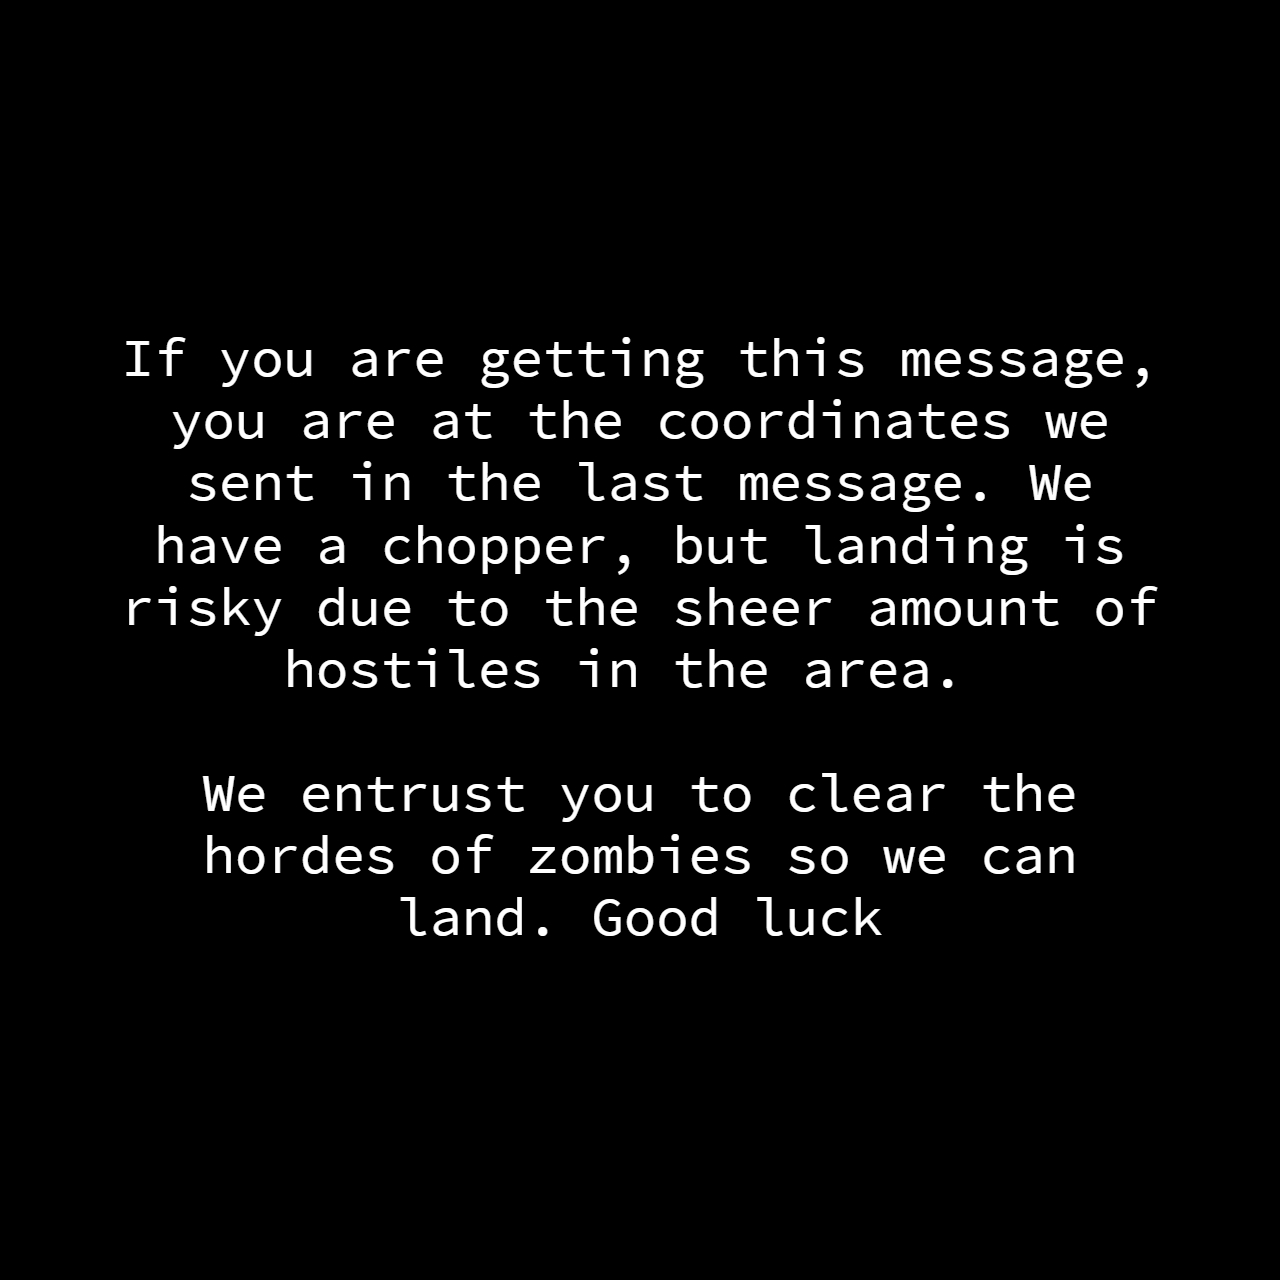 If you are getting this message,
you are at the coordinates we
sent in the last message. We
have a chopper, but landing is
risky due to the sheer amount of
hostiles in the area.
We entrust you to clear the
hordes of zombies so we can
land. Good luck